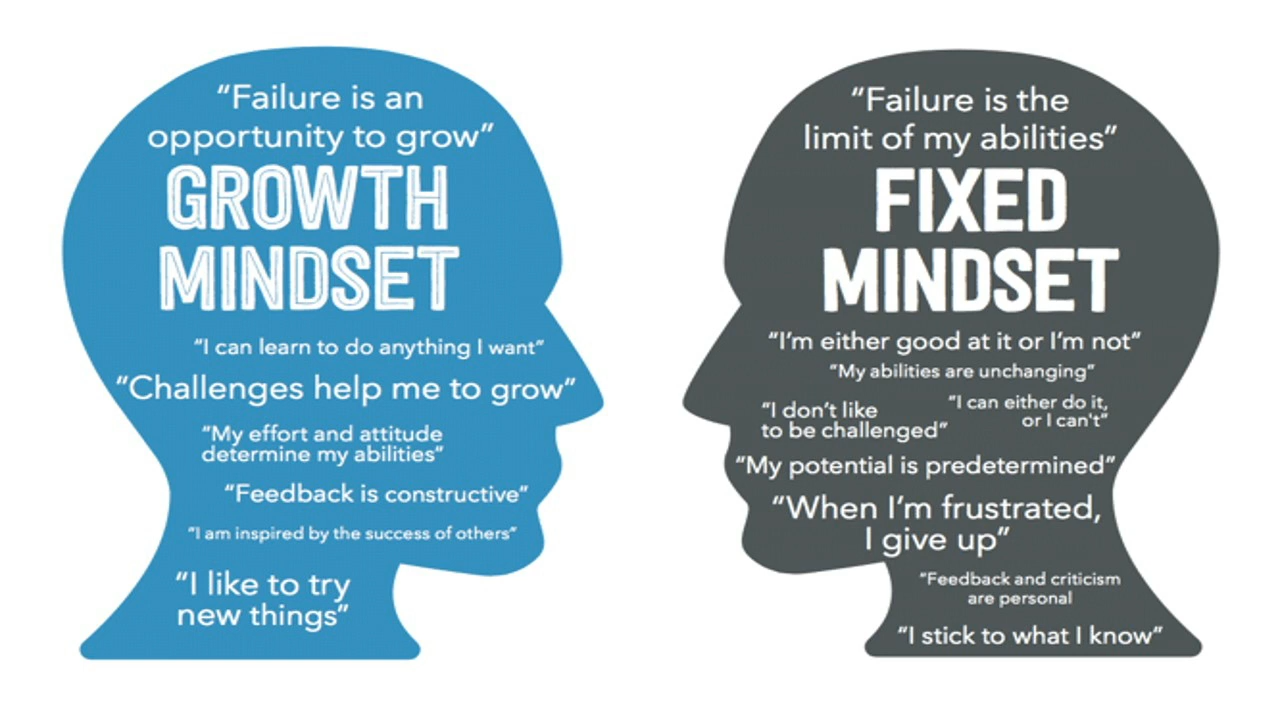 “Failure is an
opportunity to grow”
GROWTH
MINDSET
“I can learn to do anything I want”
“Challenges help me to grow”
“My effort and attitude
determine my abilities”
“Feedback is constructive”
“I am inspired by the success of others”
“I like to try
new things”
“Failure is the
limit of my abilities”
FIXED
MINDSET
“I’m either good at it or I’m not”
“My abilities are unchanging”
“I don’t like
to be challenged”
“I can either do it,
or I can't”
“My potential is predetermined”
“When I’m frustrated,
I give up”
“Feedback and criticism
are personal
“I stick to what I know”